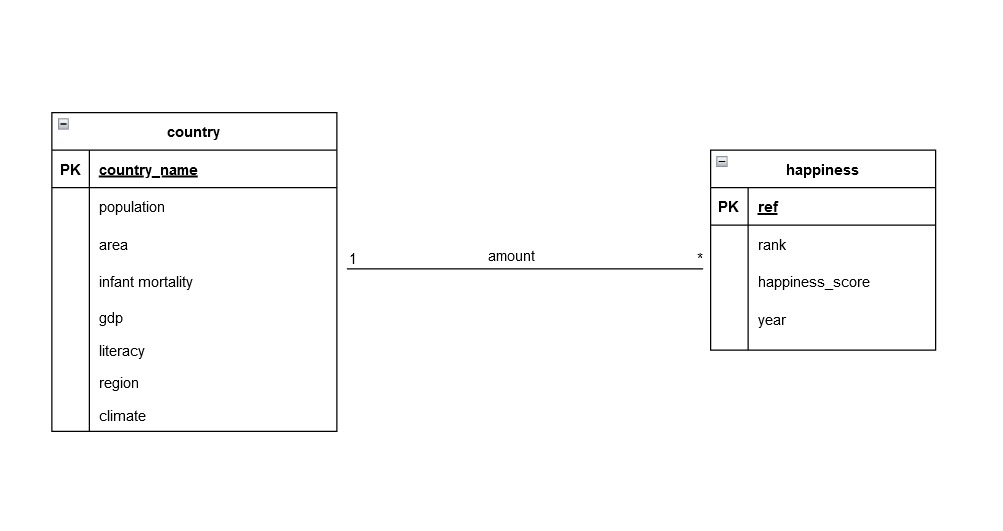 country
PK country_name
population
area
infant mortality
gdp
literacy
region
climate
1 amount *
happiness
PK ref
rank
happiness_score
year